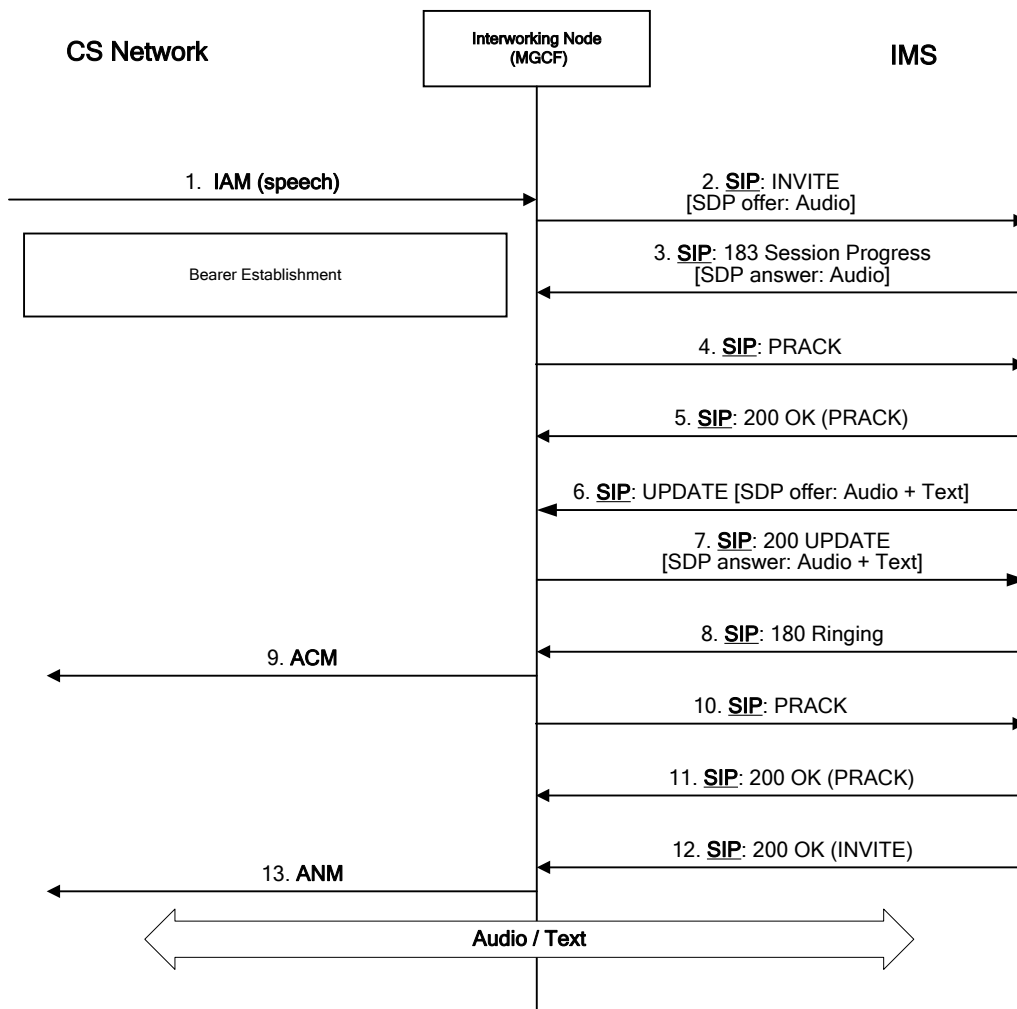 CS Network
Interworking Node
(MGCF)
IMS
1. IAM (speech)
2. SIP: INVITE
[SDP offer: Audio]
Bearer Establishment
3. SIP: 183 Session Progress
[SDP answer: Audio]
4. SIP: PRACK
5. SIP: 200 OK (PRACK)
6. SIP: UPDATE [SDP offer: Audio + Text]
7. SIP: 200 UPDATE
[SDP answer: Audio + Text]
8. SIP: 180 Ringing
9. ACM
10. SIP: PRACK
11. SIP: 200 OK (PRACK)
12. SIP: 200 OK (INVITE)
13. ANM
Audio / Text